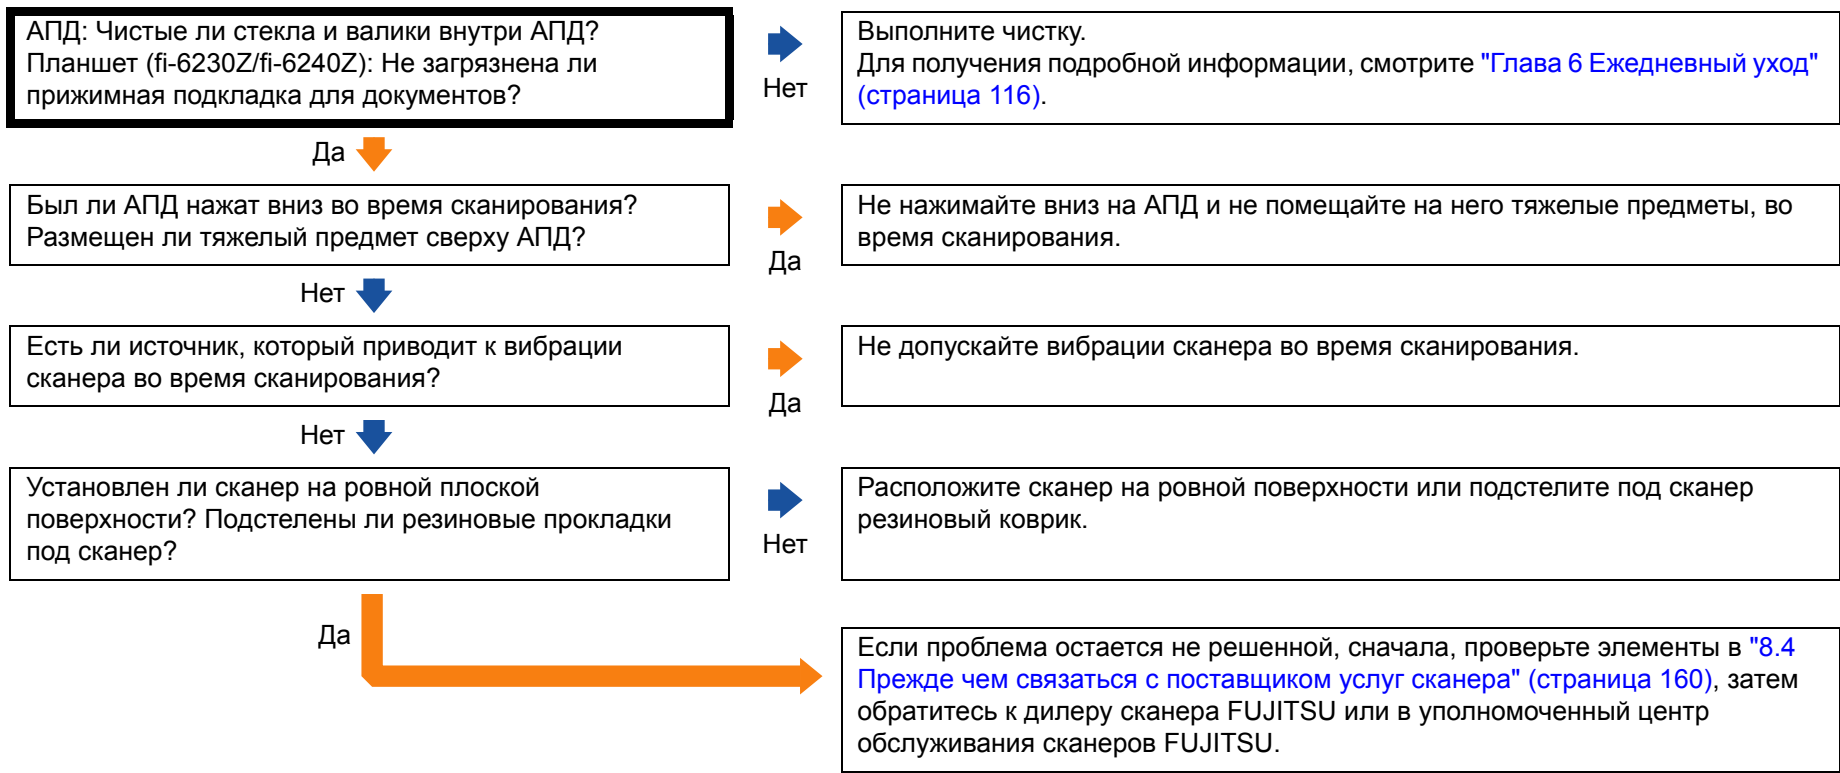 АПД: Чистые ли стекла и валики внутри АПД?
Планшет (fi-6230Z/fi-6240Z): Не загрязнена ли
прижимная подкладка для документов?
Нет
Выполните чистку.
Для получения подробной информации, смотрите "Глава 6 Ежедневный уход"
(страница 116).
Да
Был ли АПД нажат вниз во время сканирования?
Размещен ли тяжелый предмет сверху АПД?
Да
Не нажимайте вниз на АПД и не помещайте на него тяжелые предметы, во
время сканирования.
Нет
Есть ли источник, который приводит к вибрации
сканера во время сканирования?
Да
Не допускайте вибрации сканера во время сканирования.
Нет
Установлен ли сканер на ровной плоской
поверхности? Подстелены ли резиновые прокладки
под сканер?
Нет
Расположите сканер на ровной поверхности или подстелите под сканер
резиновый коврик.
Да
Если проблема остается не решенной, сначала, проверьте элементы в "8.4
Прежде чем связаться с поставщиком услуг сканера" (страница 160), затем
обратитесь к дилеру сканера FUJITSU или в уполномоченный центр
обслуживания сканеров FUJITSU.